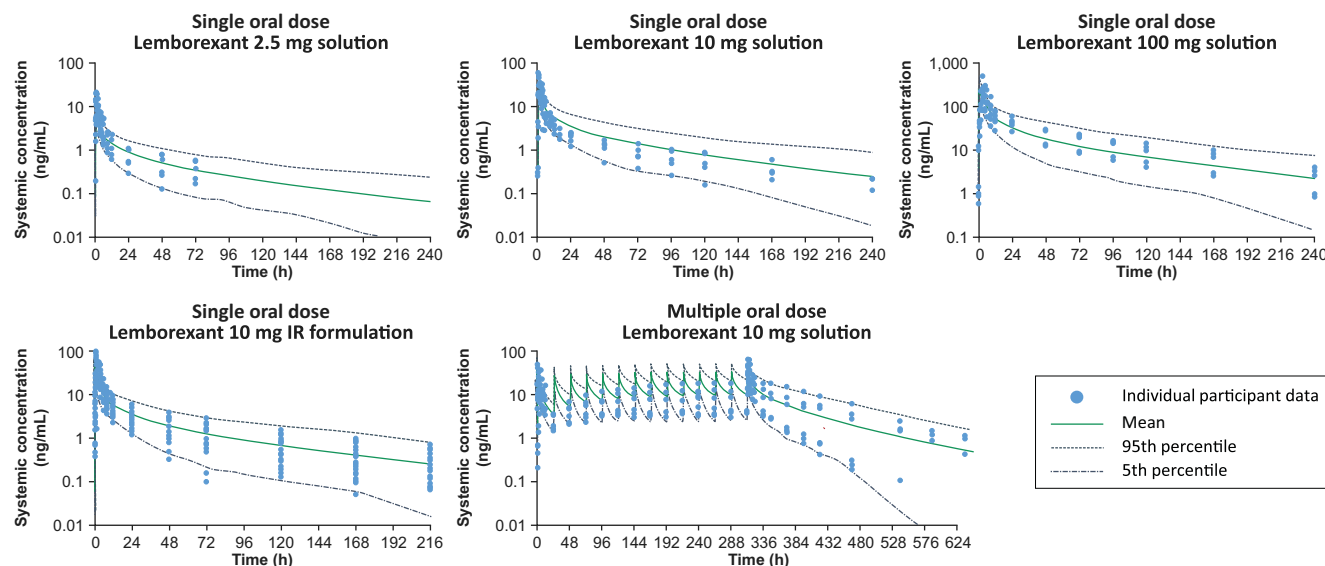 Single oral dose
Lemborexant 2.5 mg solution
Systemic concentration
(ng/mL)
100
10
1
0.1
0.01
0 24 48 72 96 112 144 168 192 216 240
Time (h)
Single oral dose
Lemborexant 10 mg solution
Systemic concentration
(ng/mL)
100
10
1
0.1
0.01
0 24 48 72 96 120 144 168 192 216 240
Time (h)
Single oral dose
Lemborexant 100 mg solution
Systemic concentration
(ng/mL)
1,000
100
10
1
0.1
0 24 48 72 96 120 144 168 192 216 240
Time (h)
Single oral dose
Lemborexant 10 mg IR formulation
Systemic concentration
(ng/mL)
100
10
1
0.1
0.01
0 24 48 72 96 120 144 168 192 216
Time (h)
Multiple oral dose
Lemborexant 10 mg solution
Systemic concentration
(ng/mL)
100
10
1
0.1
0.01
0 48 96 144 192 240 288 336 384 432 480 528 576 624
Time (h)
Individual participant data
Mean
95th percentile
5th percentile